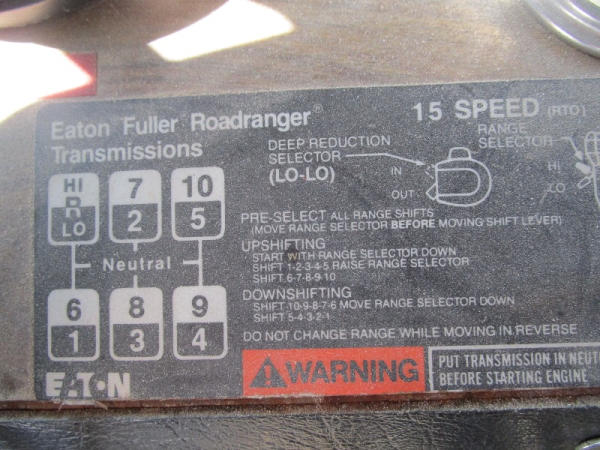 Eaton Fuller Roadranger®
Transmissions
15 SPEED (RTO)
DEEP REDUCTION
SELECTOR
(LO-LO)
IN
OUT
RANGE
SELECTOR
HI
LO
HI 7 10
R
LO 2 5
Neutral
6 8 9
1 3 4
PRE-SELECT ALL RANGE SHIFTS
(MOVE RANGE SELECTOR BEFORE MOVING SHIFT LEVER)
UPSHIFTING
START WITH RANGE SELECTOR DOWN
SHIFT 1-2-3-4-5 RAISE RANGE SELECTOR
SHIFT 6-7-8-9-10
DOWNSHIFTING
SHIFT 10-9-8-7-6 MOVE RANGE SELECTOR DOWN
SHIFT 5-4-3-2-1
DO NOT CHANGE RANGE WHILE MOVING IN REVERSE
EATON
WARNING
PUT TRANSMISSION IN NEUT
BEFORE STARTING ENGINE